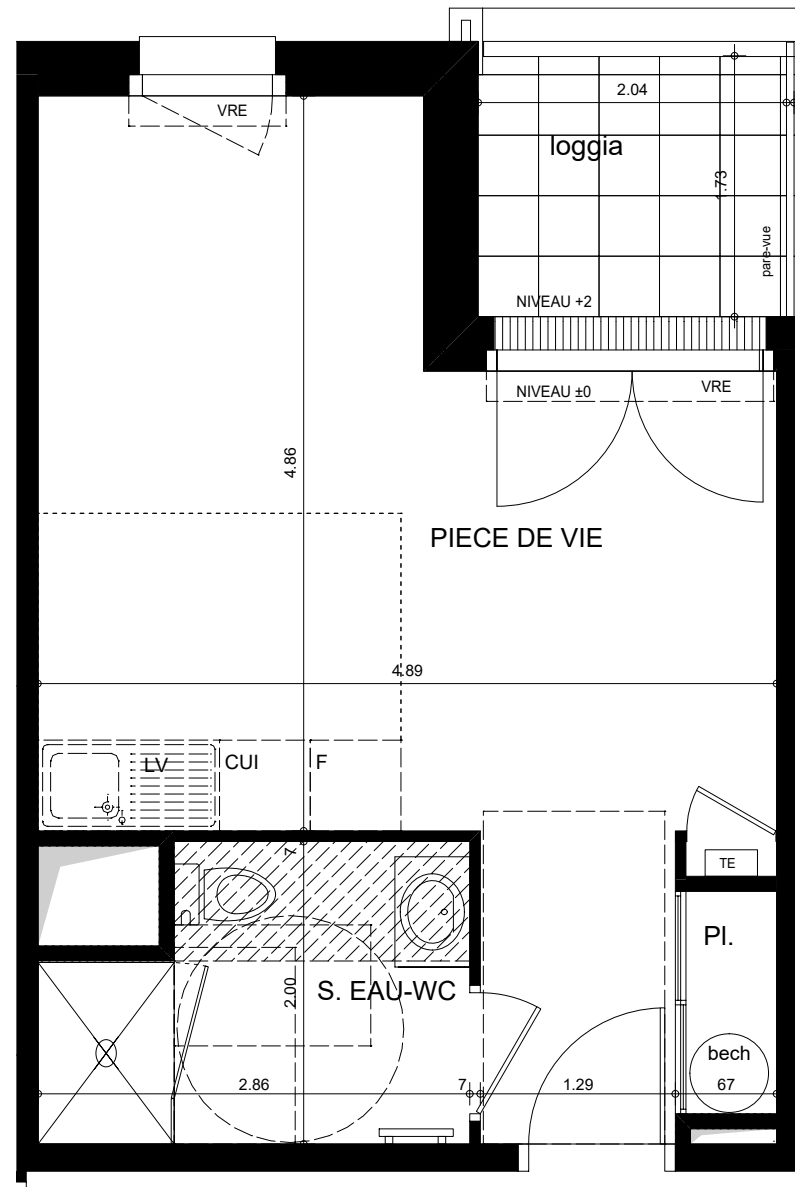 VRE
2.04
loggia
1.73
pare-vue
NIVEAU +2
NIVEAU ±0
VRE
4.86
PIECE DE VIE
4.89
LV
CUI
F
7
TE
Pl.
2.00
S. EAU-WC
bech
2.86
7
1.29
67